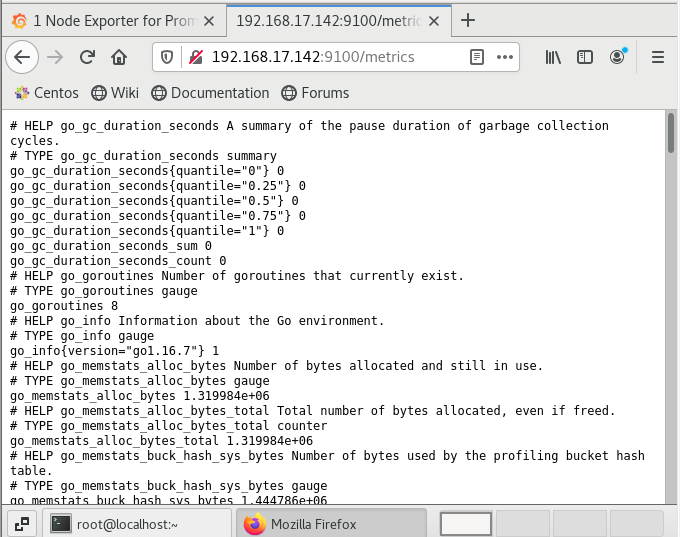 1 Node Exporter for Prom
192.168.17.142:9100/metric
192.168.17.142:9100/metrics
Centos
Wiki
Documentation
Forums
# HELP go_gc_duration_seconds A summary of the pause duration of garbage collection
cycles.
# TYPE go_gc_duration_seconds summary
go_gc_duration_seconds{quantile="0"} 0
go_gc_duration_seconds{quantile="0.25"} 0
go_gc_duration_seconds{quantile="0.5"} 0
go_gc_duration_seconds{quantile="0.75"} 0
go_gc_duration_seconds{quantile="1"} 0
go_gc_duration_seconds_sum 0
go_gc_duration_seconds_count 0
# HELP go_goroutines Number of goroutines that currently exist.
# TYPE go_goroutines gauge
go_goroutines 8
# HELP go_info Information about the Go environment.
# TYPE go_info gauge
go_info{version="go1.16.7"} 1
# HELP go_memstats_alloc_bytes Number of bytes allocated and still in use.
# TYPE go_memstats_alloc_bytes gauge
go_memstats_alloc_bytes 1.319984e+06
# HELP go_memstats_alloc_bytes_total Total number of bytes allocated, even if freed.
# TYPE go_memstats_alloc_bytes_total counter
go_memstats_alloc_bytes_total 1.319984e+06
# HELP go_memstats_buck_hash_sys_bytes Number of bytes used by the profiling bucket hash
table.
# TYPE go_memstats_buck_hash_sys_bytes gauge
go_memstats_buck_hash_sys_bytes 1.444786e+06
root@localhost:~
Mozilla Firefox